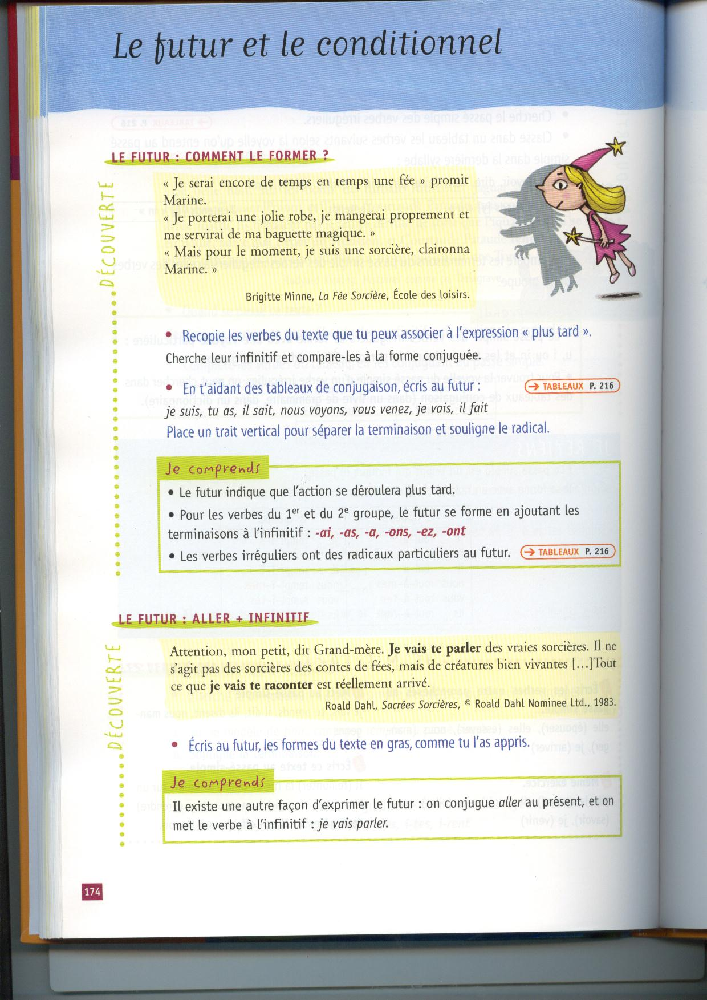 Le futur et le conditionnel
LE FUTUR : COMMENT LE FORMER ?
DÉCOUVERTE
« Je serai encore de temps en temps une fée » promit
Marine.
« Je porterai une jolie robe, je mangerai proprement et
me servirai de ma baguette magique. »
« Mais pour le moment, je suis une sorcière, claironna
Marine. »
Brigitte Minne, La Fée Sorcière, École des loisirs.
• Recopie les verbes du texte que tu peux associer à l'expression « plus tard ».
Cherche leur infinitif et compare-les à la forme conjuguée.
• En t'aidant des tableaux de conjugaison, écris au futur :
→ TABLEAUX P. 216
je suis, tu as, il sait, nous voyons, vous venez, je vais, il fait
Place un trait vertical pour séparer la terminaison et souligne le radical.
Je comprends
• Le futur indique que l'action se déroulera plus tard.
• Pour les verbes du 1er et du 2e groupe, le futur se forme en ajoutant les
terminaisons à l'infinitif : -ai, -as, -a, -ons, -ez, -ont
• Les verbes irréguliers ont des radicaux particuliers au futur. → TABLEAUX P. 216
LE FUTUR : ALLER + INFINITIF
DÉCOUVERTE
Attention, mon petit, dit Grand-mère. Je vais te parler des vraies sorcières. Il ne
s'agit pas des sorcières des contes de fées, mais de créatures bien vivantes [...]Tout
ce que je vais te raconter est réellement arrivé.
Roald Dahl, Sacrées Sorcières, © Roald Dahl Nominee Ltd., 1983.
• Écris au futur, les formes du texte en gras, comme tu l'as appris.
Je comprends
Il existe une autre façon d'exprimer le futur : on conjugue aller au présent, et on
met le verbe à l'infinitif : je vais parler.
174